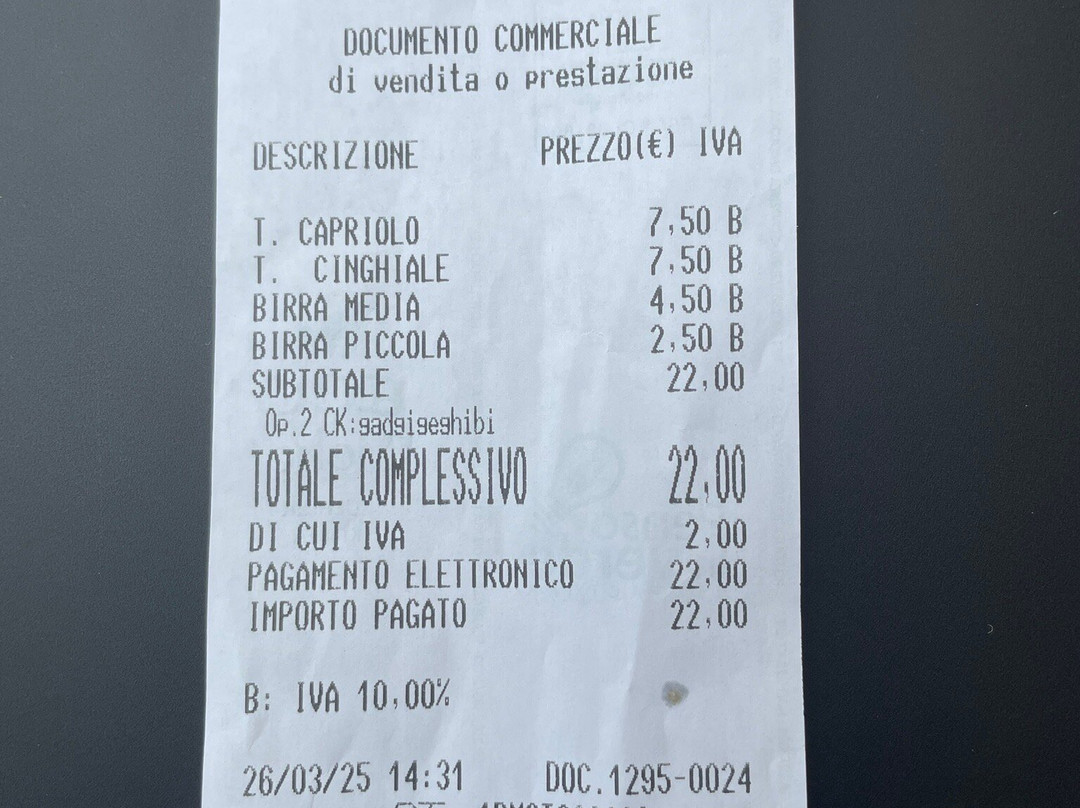 DOCUMENTO COMMERCIALE
di vendita o prestazione
DESCRIZIONE PREZZO(€) IVA
T. CAPRIOLO 7,50 B
T. CINGHIALE 7,50 B
BIRRA MEDIA 4,50 B
BIRRA PICCOLA 2,50 B
SUBTOTALE 22,00
Op.2 CK:gadgigeghibi
TOTALE COMPLESSIVO 22,00
DI CUI IVA 2,00
PAGAMENTO ELETTRONICO 22,00
IMPORTO PAGATO 22,00
B: IVA 10,00%
26/03/25 14:31 DOC.1295-0024